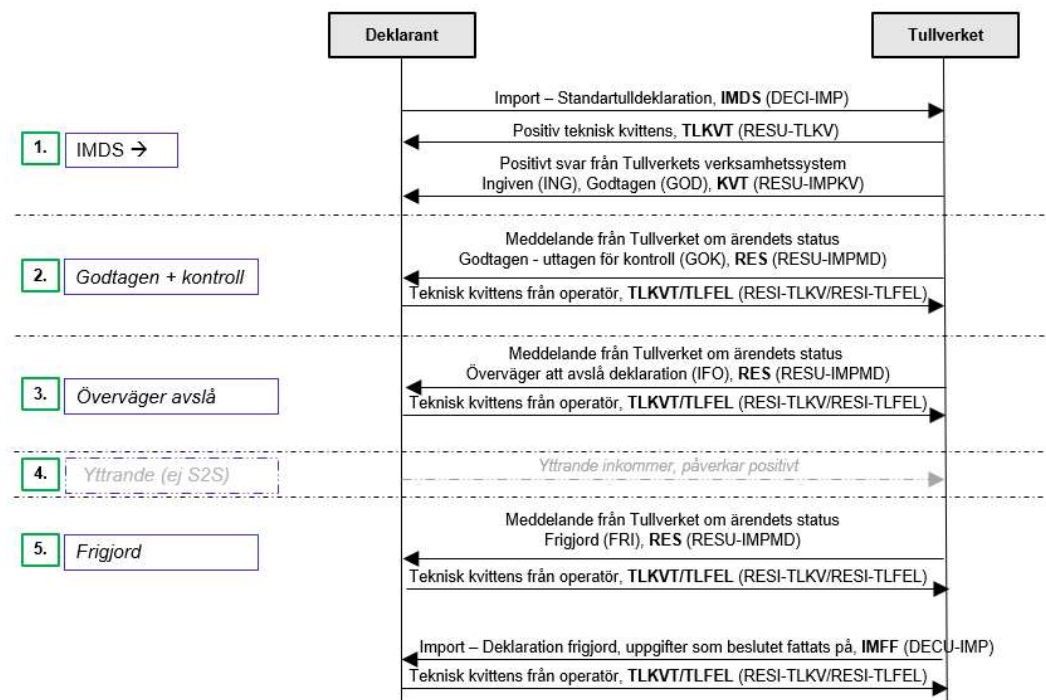 Deklarant
Tullverket
Import – Standartulldeklaration, IMDS (DECI-IMP)
Positiv teknisk kvittens, TLKVT (RESU-TLKV)
1. IMDS →
Positivt svar från Tullverkets verksamhetssystem
Ingiven (ING), Godtagen (GOD), KVT (RESU-IMPKV)
Meddelande från Tullverket om ärendets status
2. Godtagen + kontroll
Godtagen - uttagen för kontroll (GOK), RES (RESU-IMPMD)
Teknisk kvittens från operatör, TLKVT/TLFEL (RESI-TLKV/RESI-TLFEL)
Meddelande från Tullverket om ärendets status
3. Överväger avslå
Överväger att avslå deklaration (IFO), RES (RESU-IMPMD)
Teknisk kvittens från operatör, TLKVT/TLFEL (RESI-TLKV/RESI-TLFEL)
4. Yttrande (ej S2S)
Yttrande inkommer, påverkar positivt
Meddelande från Tullverket om ärendets status
5. Frigjord
Frigjord (FRI), RES (RESU-IMPMD)
Teknisk kvittens från operatör, TLKVT/TLFEL (RESI-TLKV/RESI-TLFEL)
Import – Deklaration frigjord, uppgifter som beslutet fattats på, IMFF (DECU-IMP)
Teknisk kvittens från operatör, TLKVT/TLFEL (RESI-TLKV/RESI-TLFEL)